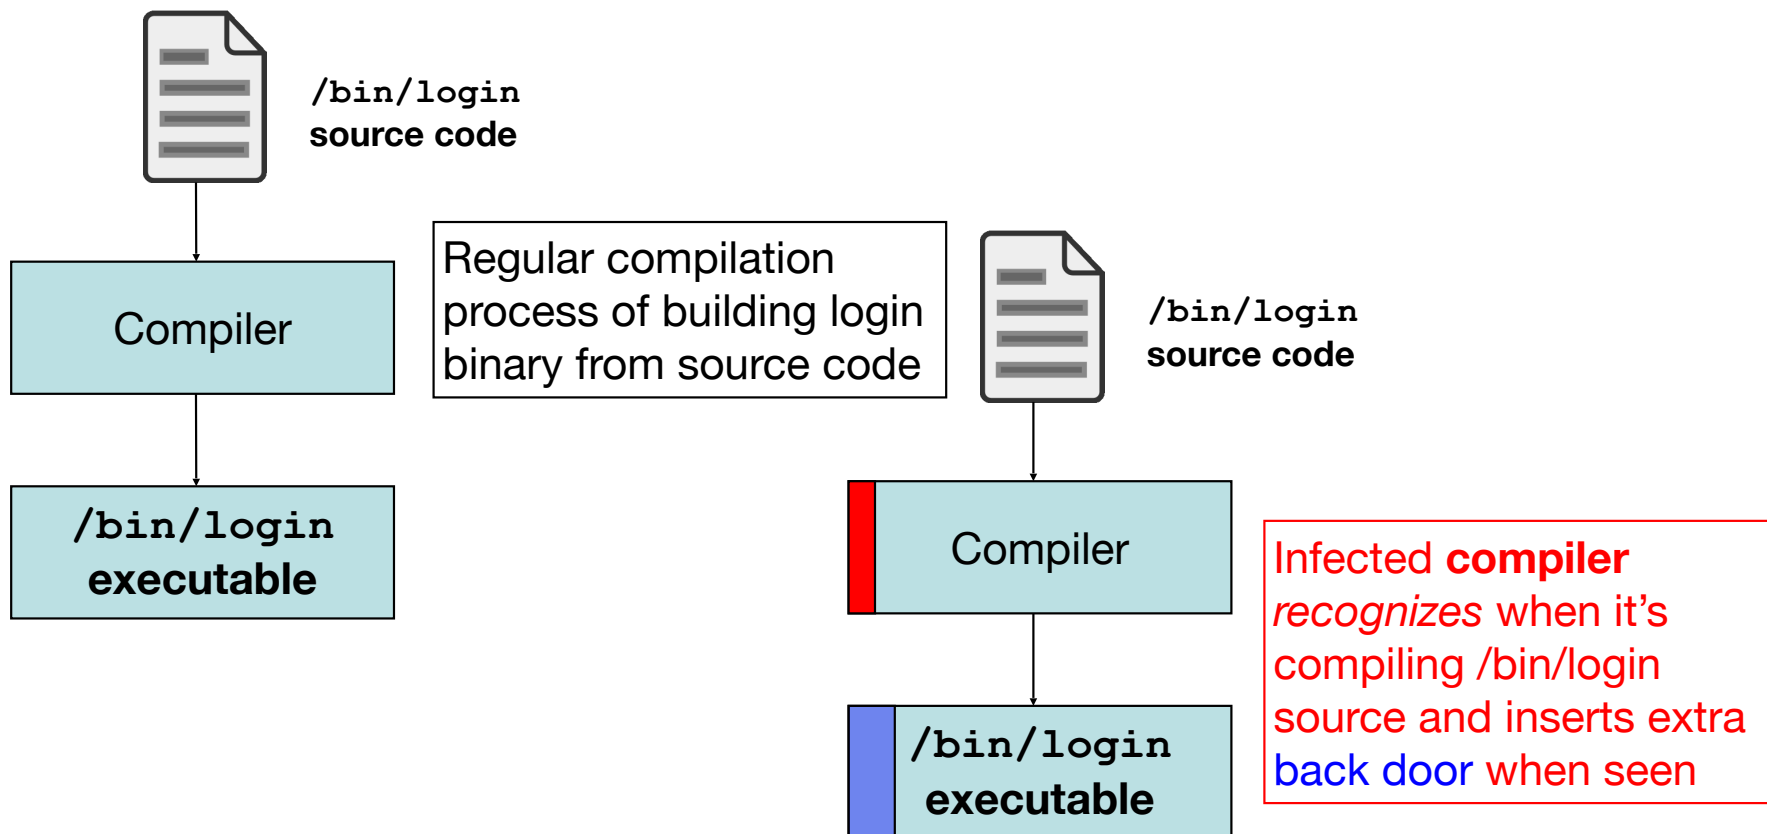 /bin/login
source code
Compiler
/bin/login
executable
Regular compilation
process of building login
binary from source code
/bin/login
source code
Compiler
/bin/login
executable
Infected compiler
recognizes when it’s
compiling /bin/login
source and inserts extra
back door when seen